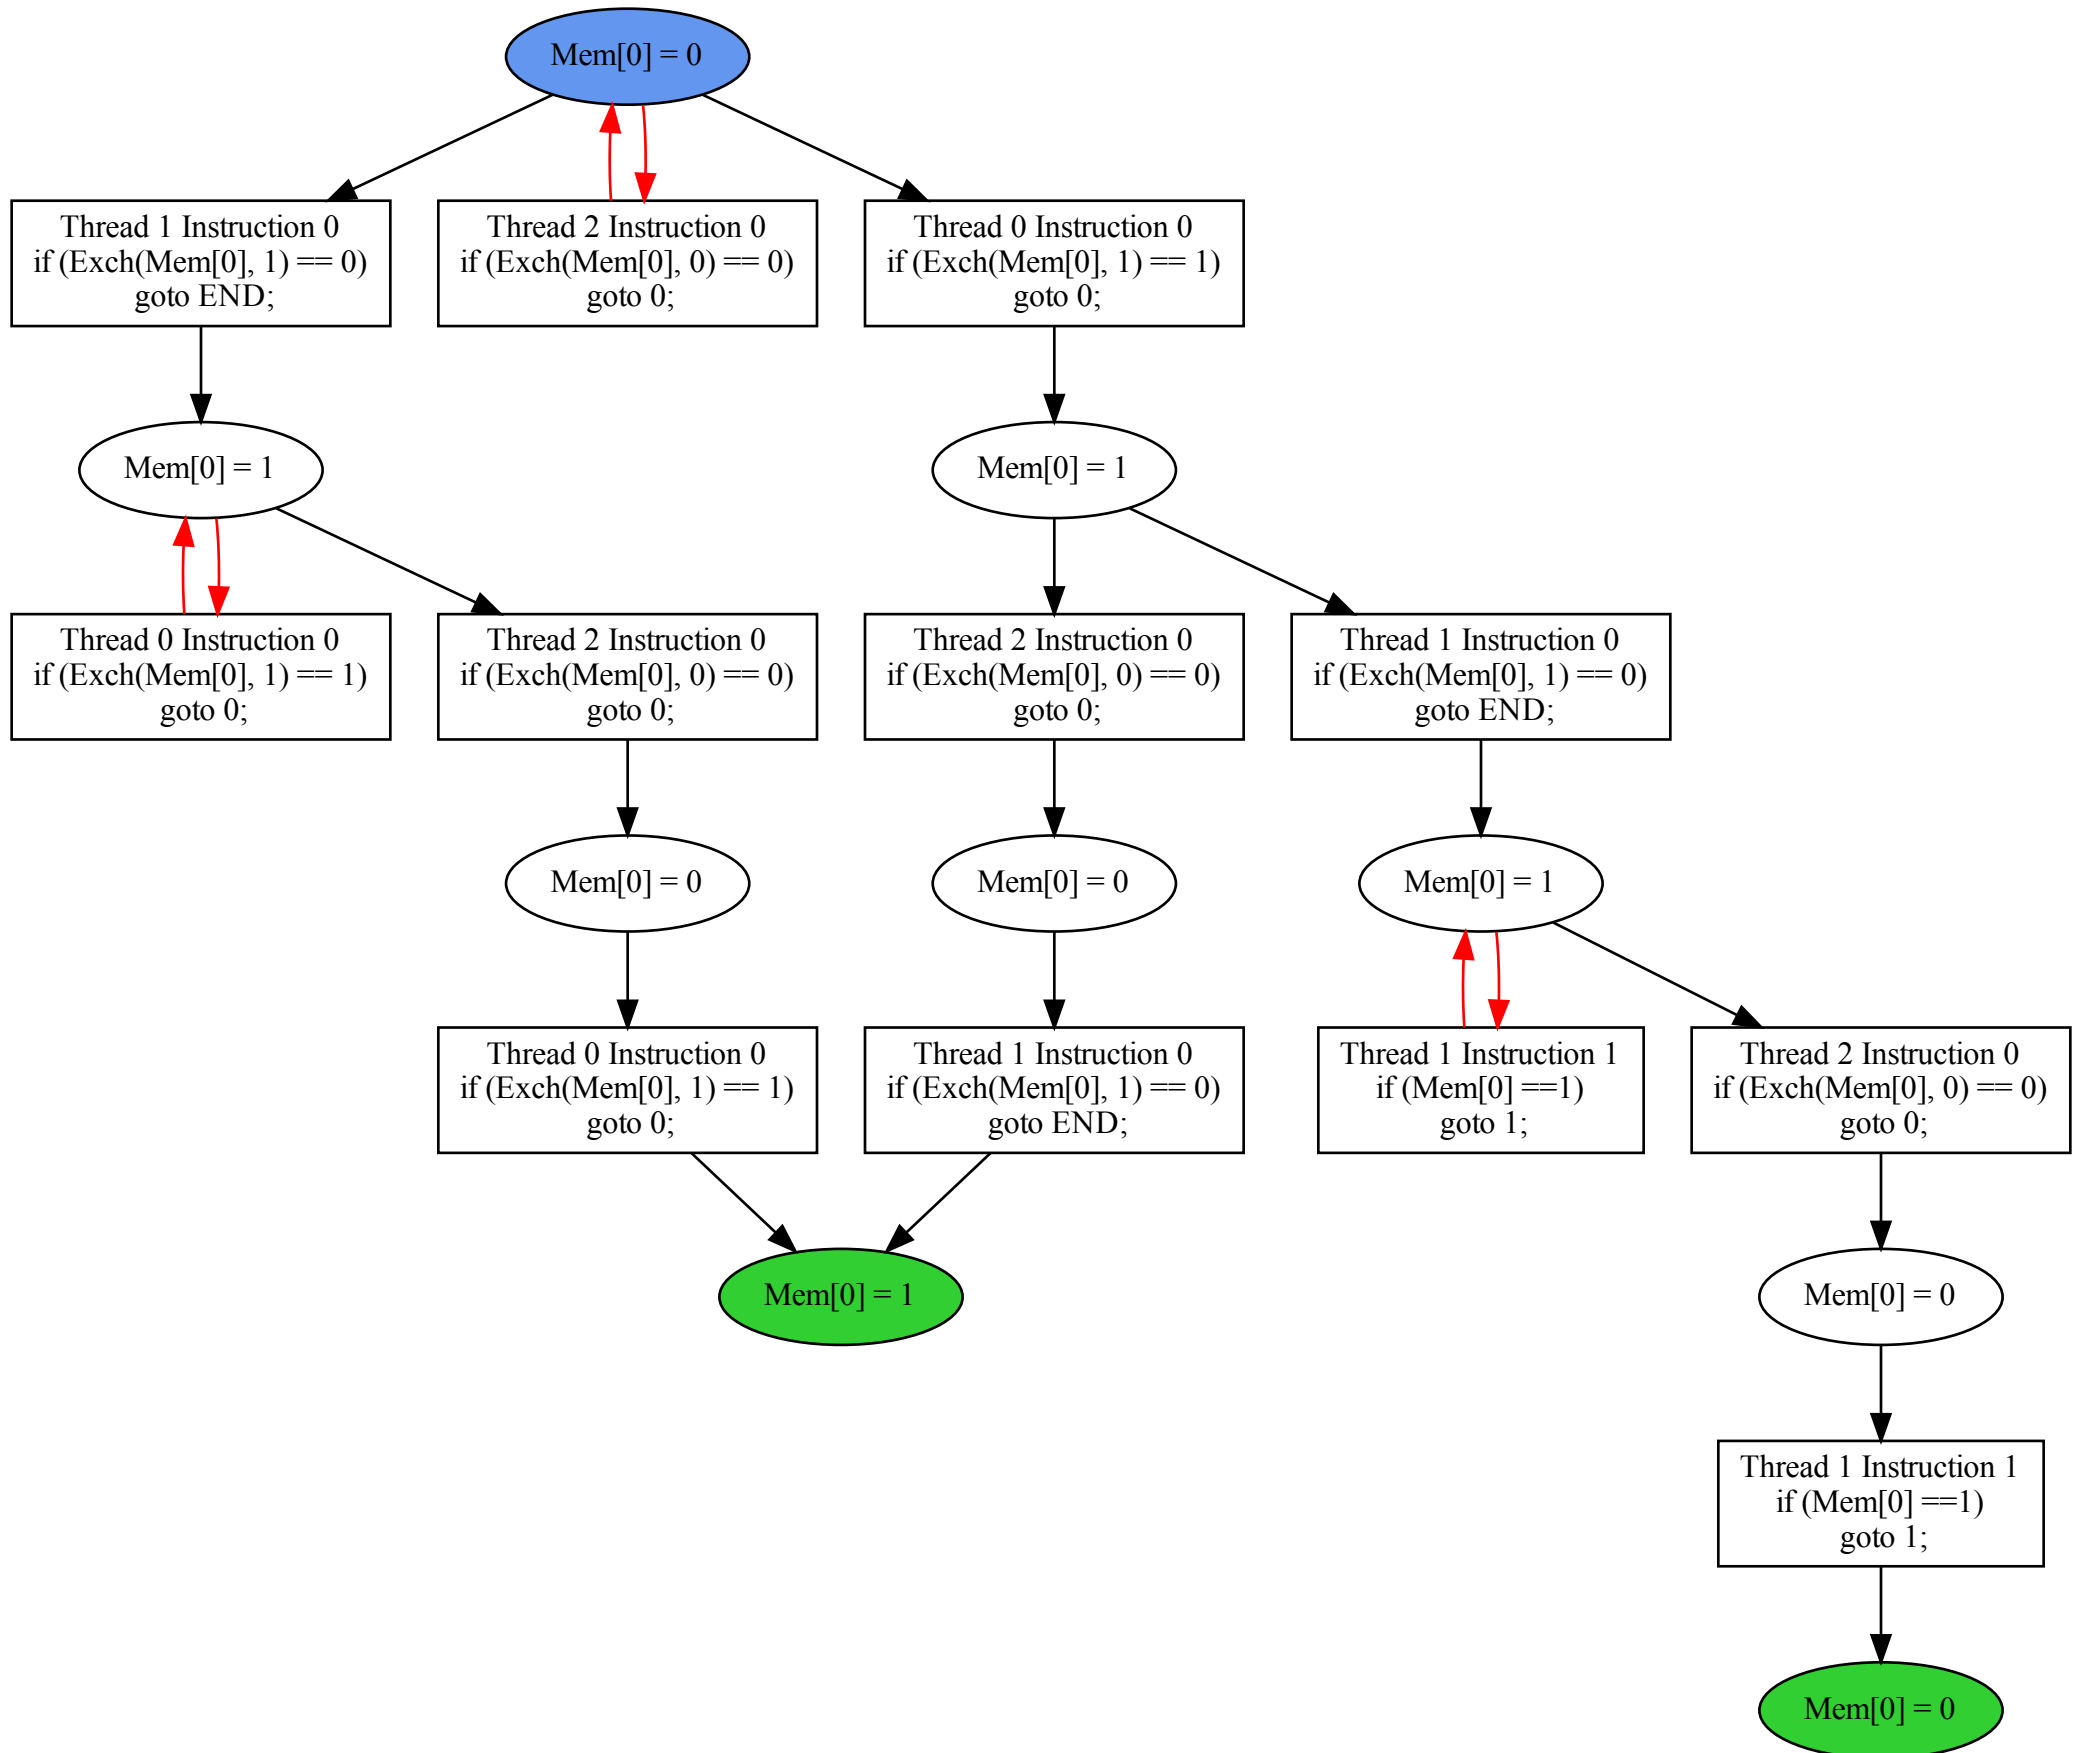 Mem[0] = 0
Thread 1 Instruction 0
if (Exch(Mem[0], 1) == 0)
goto END;
Thread 2 Instruction 0
if (Exch(Mem[0], 0) == 0)
goto 0;
Thread 0 Instruction 0
if (Exch(Mem[0], 1) == 1)
goto 0;
Mem[0] = 1
Mem[0] = 1
Thread 0 Instruction 0
if (Exch(Mem[0], 1) == 1)
goto 0;
Thread 2 Instruction 0
if (Exch(Mem[0], 0) == 0)
goto 0;
Thread 2 Instruction 0
if (Exch(Mem[0], 0) == 0)
goto 0;
Thread 1 Instruction 0
if (Exch(Mem[0], 1) == 0)
goto END;
Mem[0] = 0
Mem[0] = 0
Mem[0] = 1
Thread 0 Instruction 0
if (Exch(Mem[0], 1) == 1)
goto 0;
Thread 1 Instruction 0
if (Exch(Mem[0], 1) == 0)
goto END;
Thread 1 Instruction 1
if (Mem[0] ==1)
goto 1;
Thread 2 Instruction 0
if (Exch(Mem[0], 0) == 0)
goto 0;
Mem[0] = 1
Mem[0] = 0
Thread 1 Instruction 1
if (Mem[0] ==1)
goto 1;
Mem[0] = 0